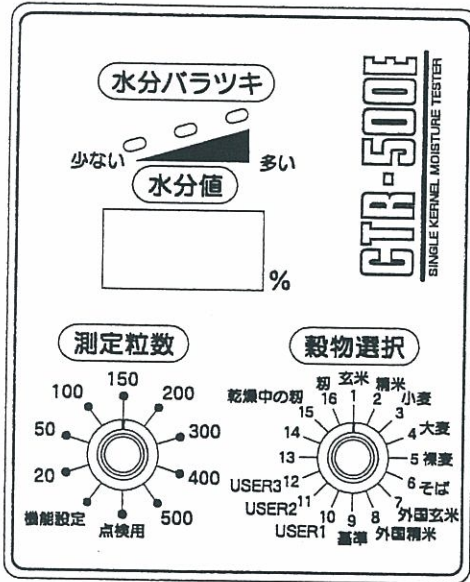 水分バラツキ
少ない
多い
水分値
%
CTR-500E
SINGLE KERNEL MOISTURE TESTER
測定粒数
150
100
200
50
300
20
400
機能設定
点検用
500
穀物選択
1 玄米
2 精米
3 小麦
4 大麦
5 裸麦
6 そば
7 外国玄米
8 外国精米
9 基準
10 USER1
11 USER2
12 USER3
13
14
15 乾燥中の籾
16 籾